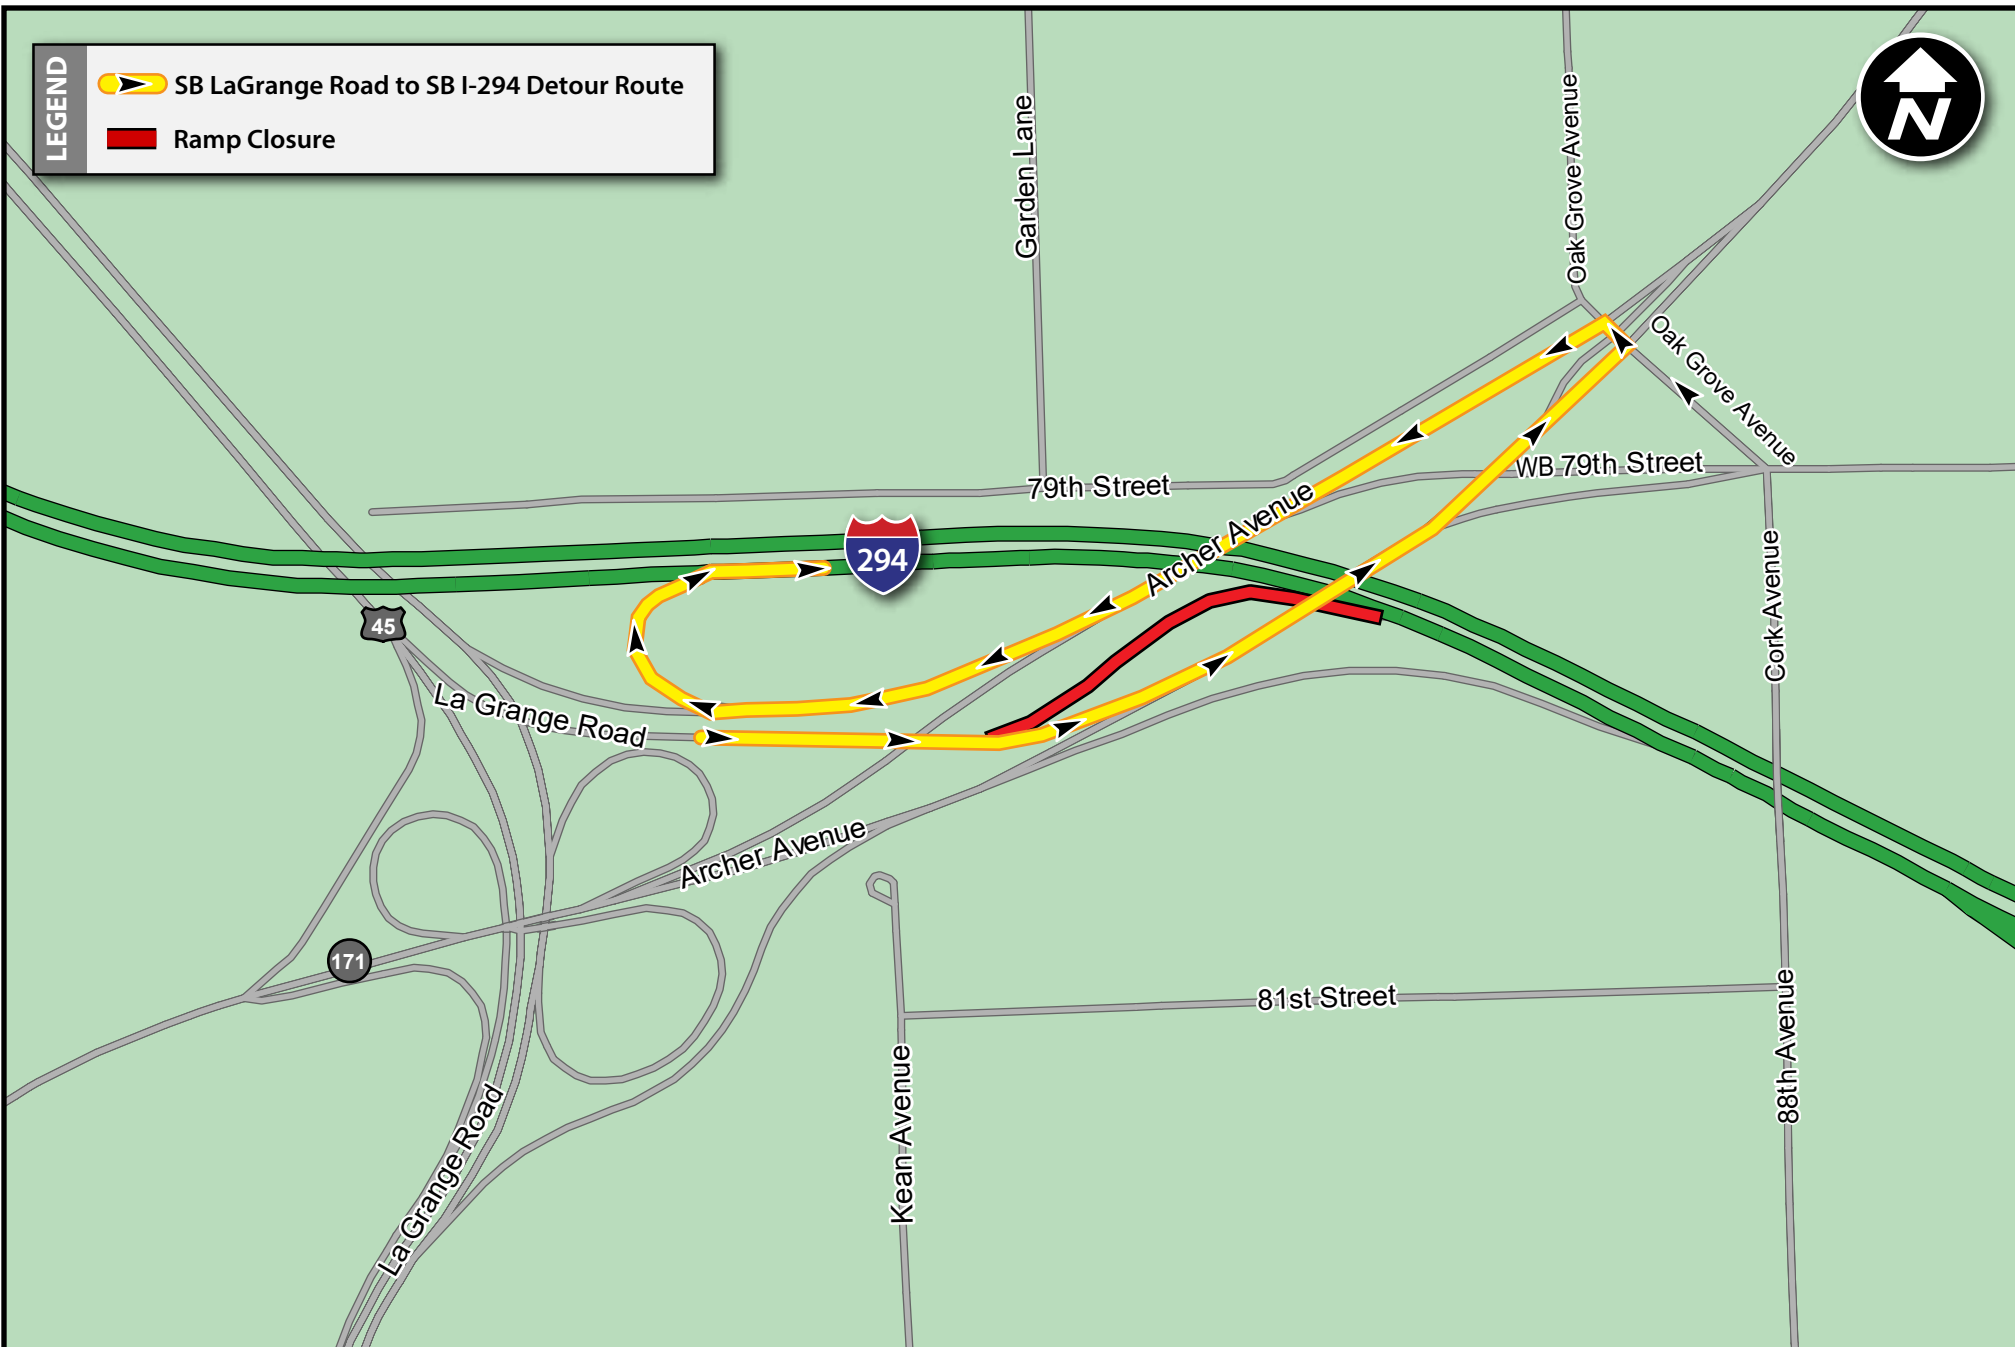 LEGEND
SB LaGrange Road to SB I-294 Detour Route
Ramp Closure
N
Garden Lane
Oak Grove Avenue
Oak Grove Avenue
WB 79th Street
79th Street
Archer Avenue
294
45
La Grange Road
Cork Avenue
Archer Avenue
171
81st Street
88th Avenue
Kean Avenue
La Grange Road